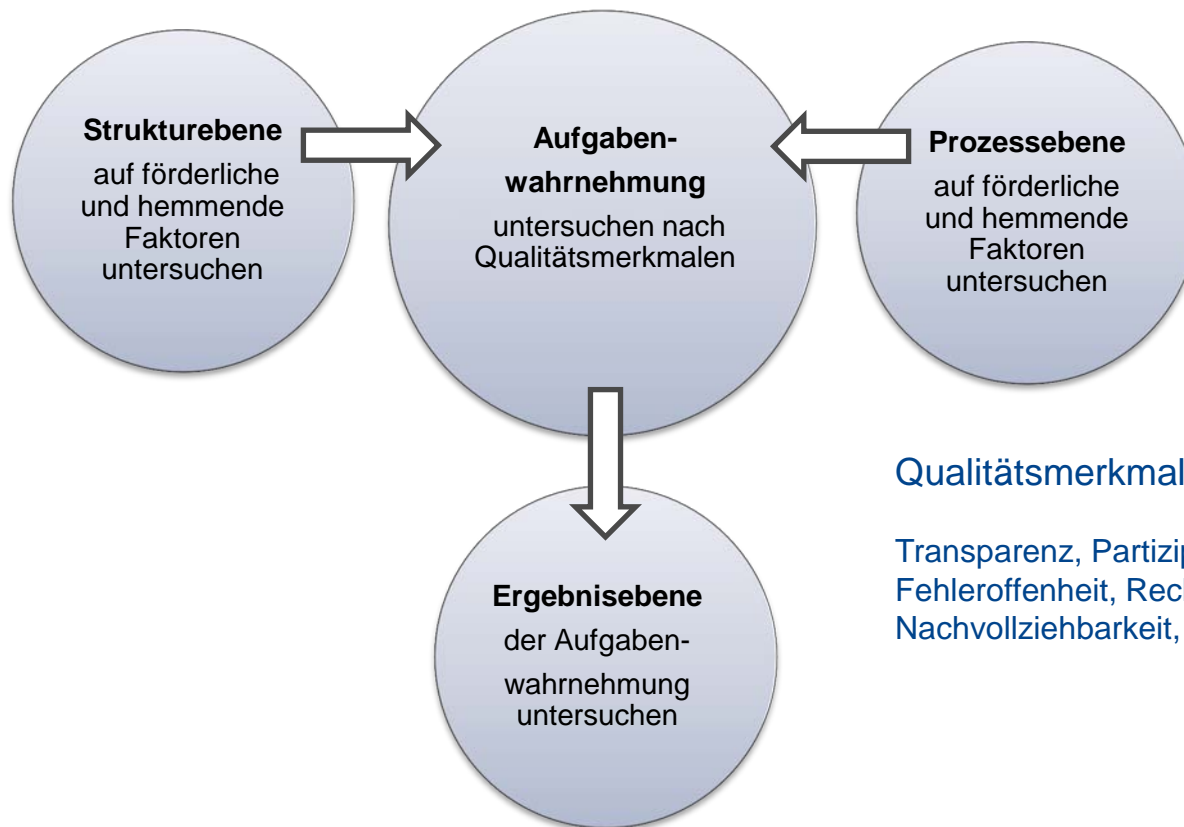 Strukturebene
auf förderliche
und hemmende
Faktoren
untersuchen
Aufgaben-
wahrnehmung
untersuchen nach
Qualitätsmerkmalen
Prozessebene
auf förderliche
und hemmende
Faktoren
untersuchen
Ergebnisebene
der Aufgaben-
wahrnehmung
untersuchen
Transparenz,
Fehleroffenheit,
Nachvollziehbarkeit,